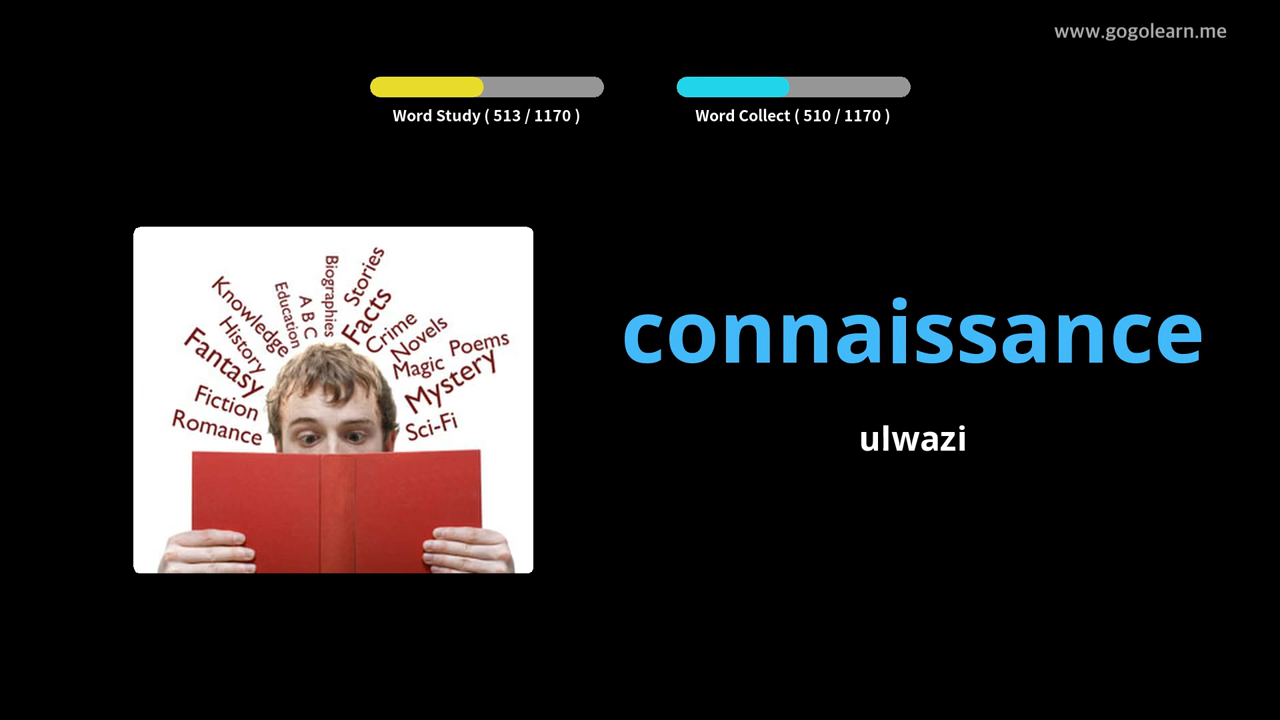 www.gogolearn.me
Word Study ( 513 / 1170 )
Word Collect ( 510 / 1170 )
Knowledge
Education
A B C
Biographies
Stories
History
Facts
Crime
Novels
Fantasy
Magic
Poems
Mystery
Fiction
Romance
Sci-Fi
connaissance
ulwazi